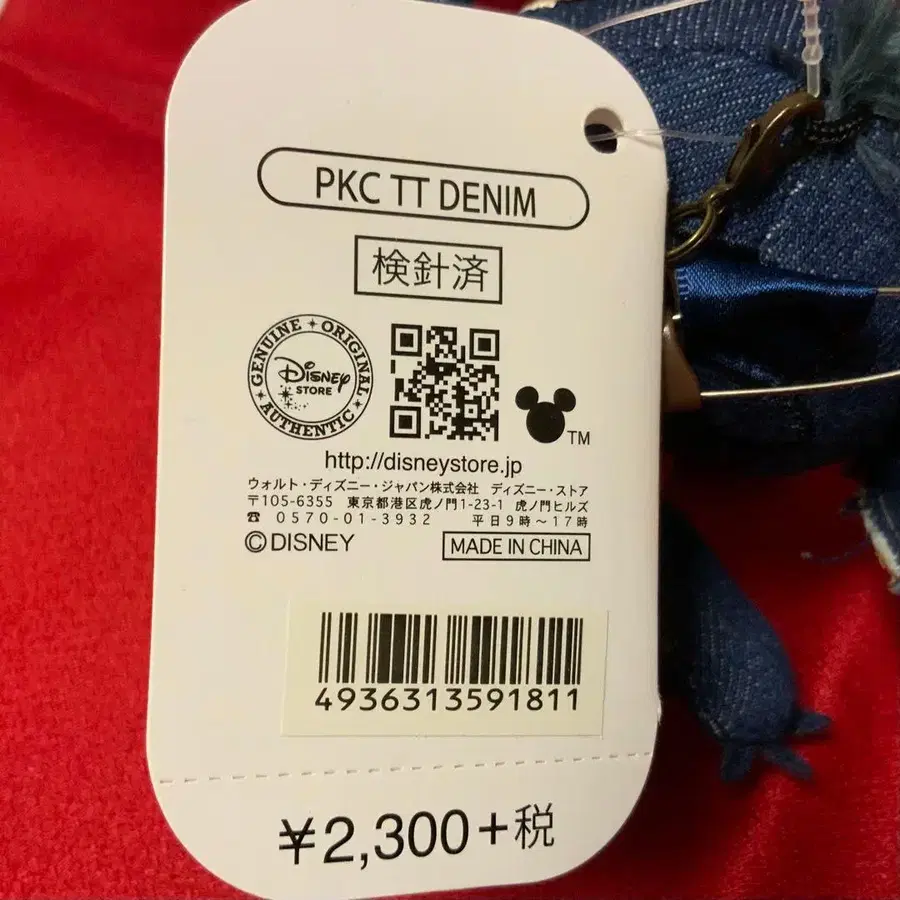 PKC TT DENIM
検針済
GENUINE ✦ ORIGINAL ✦ AUTHENTIC ✦
Disney
STORE
TM
http://disneystore.jp
ウォルト・ディズニー・ジャパン株式会社 ディズニー・ストア
〒105-6355 東京都港区虎ノ門1-23-1 虎ノ門ヒルズ
☎ 0570-01-3932 平日9時～17時
©DISNEY MADE IN CHINA
4936313591811
¥2,300+税